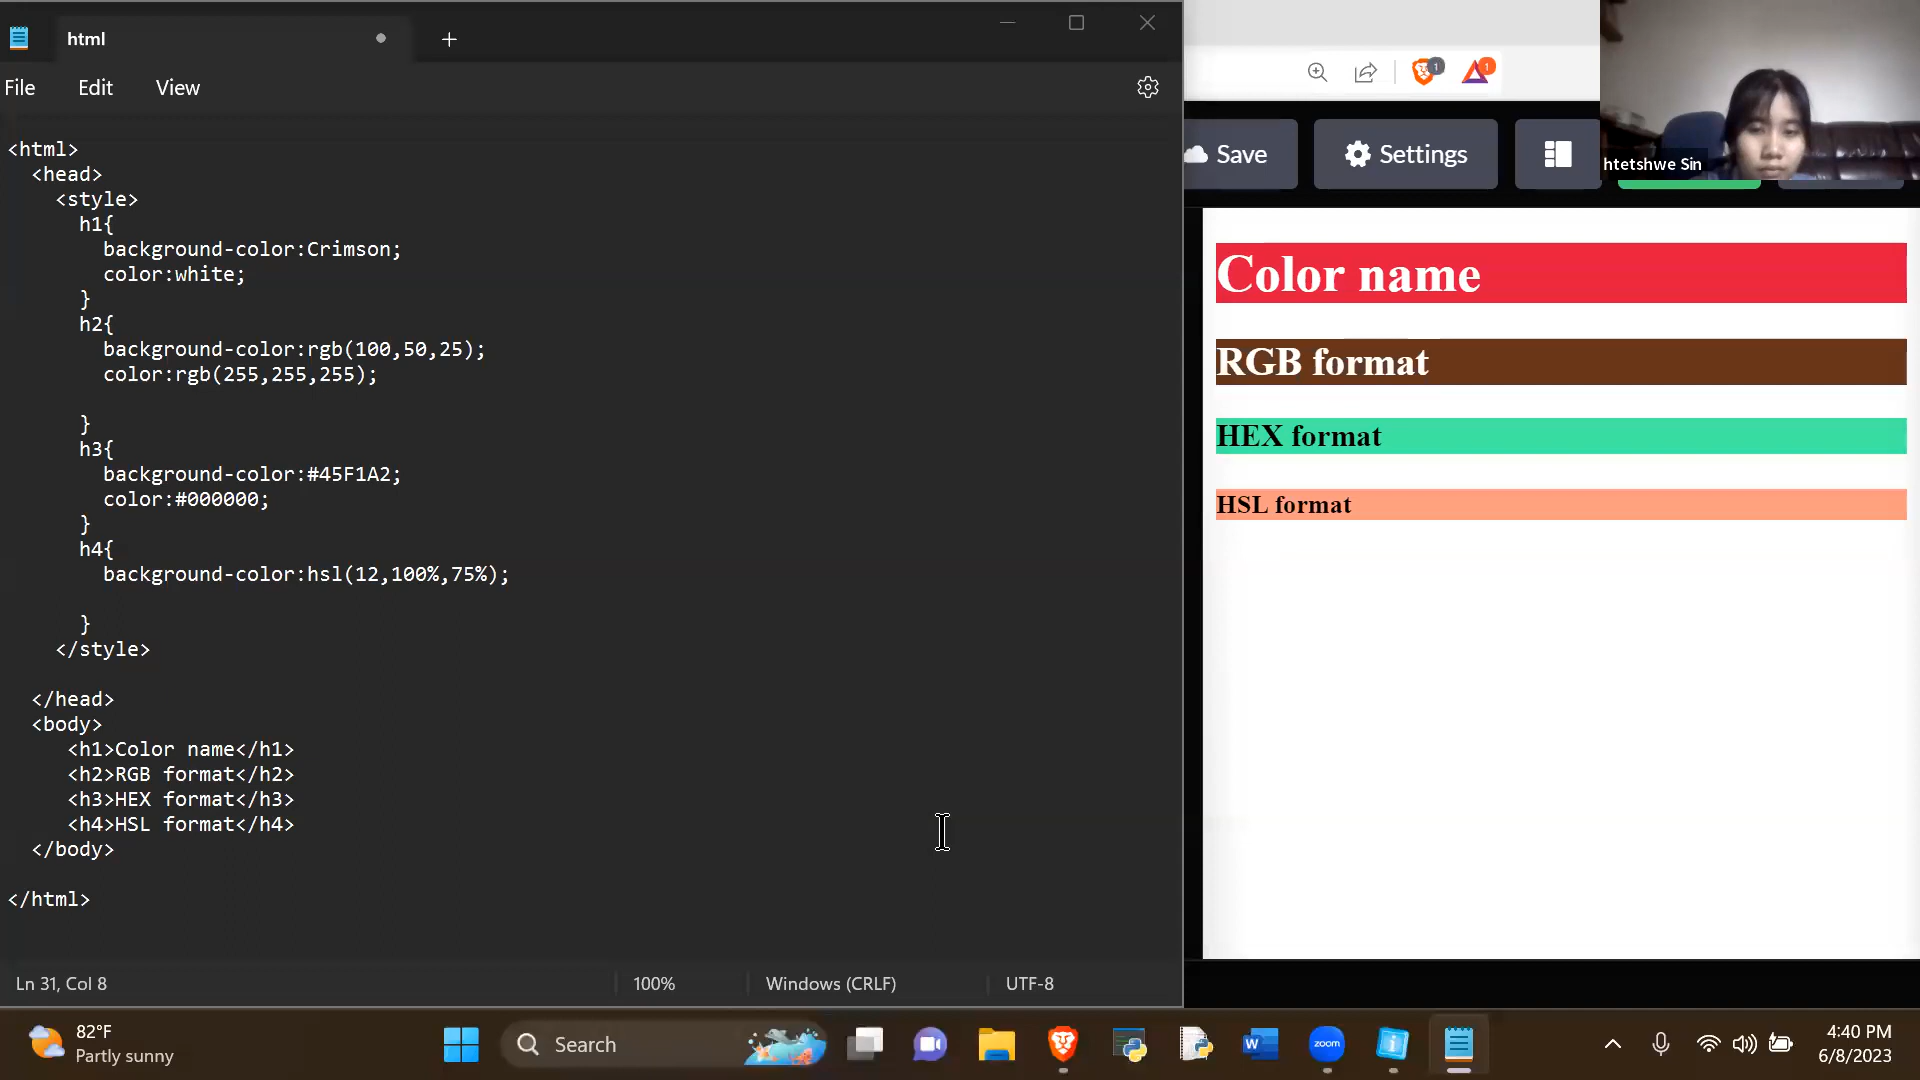 html
File Edit View
<html>
<head>
<style>
h1{
background-color:Crimson;
color:white;
}
h2{
background-color:rgb(100,50,25);
color:rgb(255,255,255);
}
h3{
background-color:#45F1A2;
color:#000000;
}
h4{
background-color:hsl(12,100%,75%);
}
</style>
</head>
<body>
<h1>Color name</h1>
<h2>RGB format</h2>
<h3>HEX format</h3>
<h4>HSL format</h4>
</body>
</html>
Ln 31, Col 8 100% Windows (CRLF) UTF-8
1 1
Save Settings
htetshwe Sin
Color name
RGB format
HEX format
HSL format
82°F
Partly sunny
Search
W
zoom
4:40 PM
6/8/2023